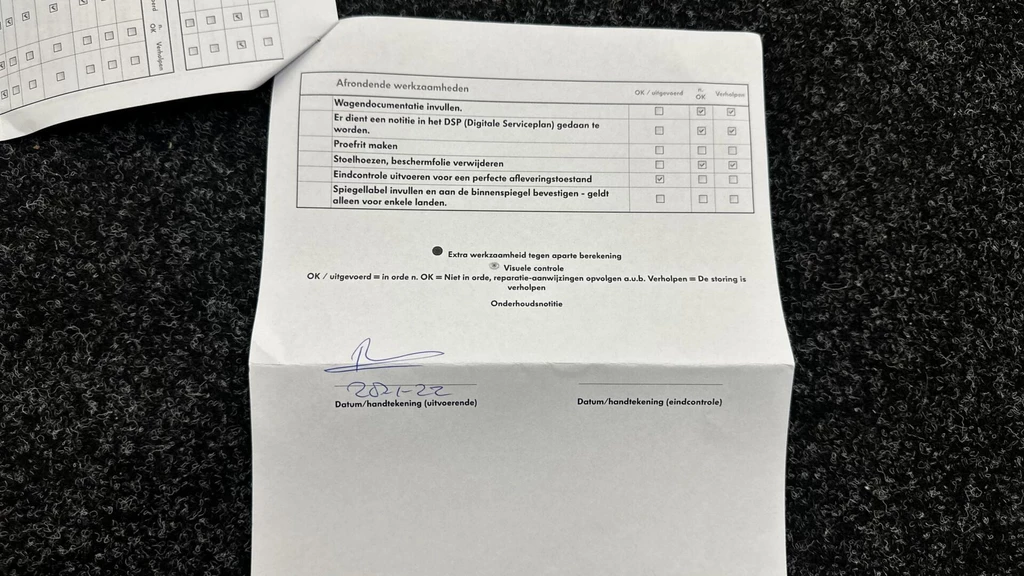 n. OK
Verholpen
Afrondende werkzaamheden
OK / uitgevoerd
n. OK
Verholpen
Wagendocumentatie invullen.
Er dient een notitie in het DSP (Digitale Serviceplan) gedaan te
worden.
Proefrit maken
Stoelhoezen, beschermfolie verwijderen
Eindcontrole uitvoeren voor een perfecte afleveringstoestand
Spiegellabel invullen en aan de binnenspiegel bevestigen - geldt
alleen voor enkele landen.
Extra werkzaamheid tegen aparte berekening
Visuele controle
OK / uitgevoerd = in orde n. OK = Niet in orde, reparatie-aanwijzingen opvolgen a.u.b. Verholpen = De storing is
verholpen
Onderhoudsnotitie
Datum/handtekening (uitvoerende)
Datum/handtekening (eindcontrole)